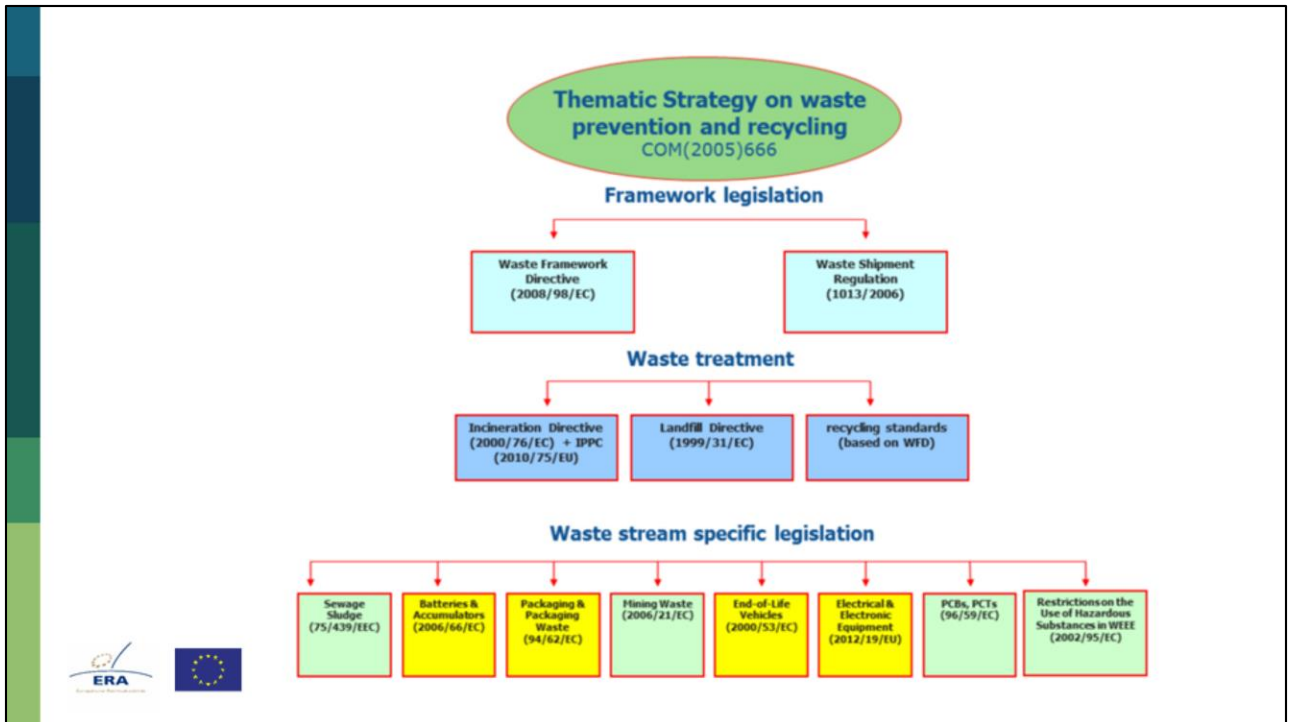 Thematic Strategy on waste
prevention and recycling
COM(2005)666
Framework legislation
Waste Framework
Directive
(2008/98/EC)
Waste Shipment
Regulation
(1013/2006)
Waste treatment
Incineration Directive
(2000/76/EC) + IPPC
(2010/75/EU)
Landfill Directive
(1999/31/EC)
recycling standards
(based on WFD)
Waste stream specific legislation
Sewage
Sludge
(75/439/EEC)
Batteries &
Accumulators
(2006/66/EC)
Packaging &
Packaging
Waste
(94/62/EC)
Mining Waste
(2006/21/EC)
End-of-Life
Vehicles
(2000/53/EC)
Electrical &
Electronic
Equipment
(2012/19/EU)
PCBs, PCTs
(96/59/EC)
Restrictions on the
Use of Hazardous
Substances in WEEE
(2002/95/EC)
ERA